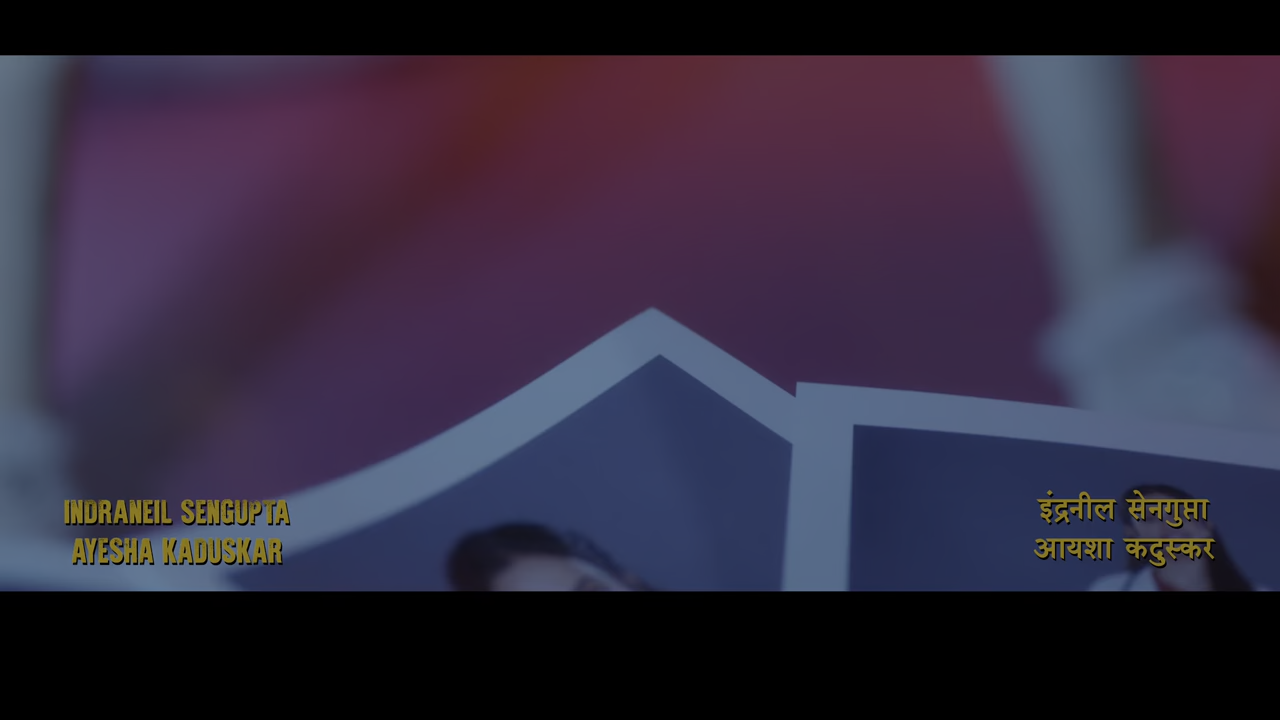 INDRANEIL SENGUPTA
AYESHA KADUSKAR
इंद्रनील सेनगुप्ता
आयशा कदुस्कर